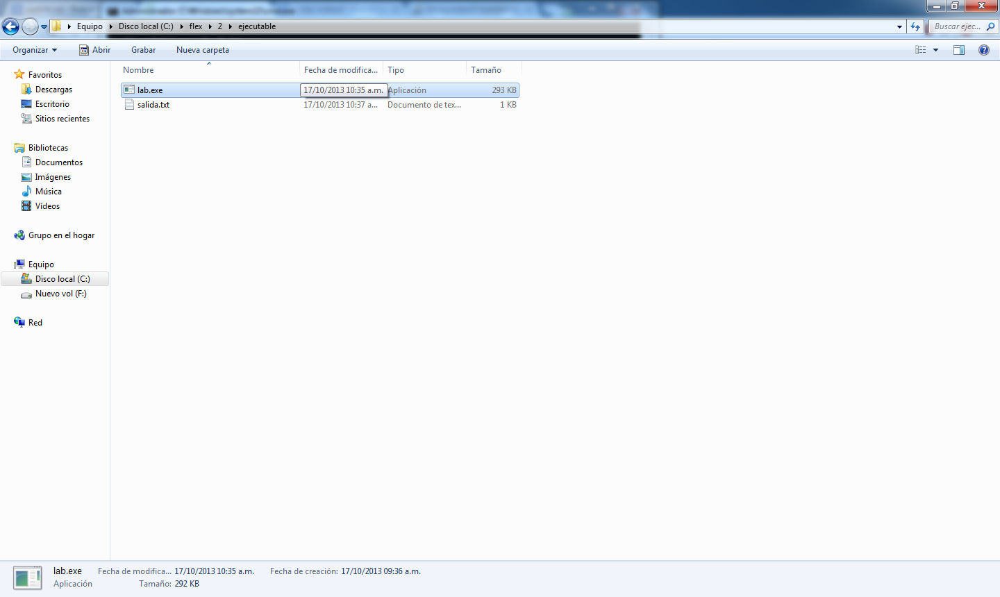 Equipo Disco local (C:) flex 2 ejecutable Buscar ejec...
Organizar Abrir Grabar Nueva carpeta
Nombre Fecha de modifica... Tipo Tamaño
lab.exe 17/10/2013 10:35 a.m. Aplicación 293 KB
salida.txt 17/10/2013 10:37 a... Documento de tex... 1 KB
Favoritos
Descargas
Escritorio
Sitios recientes
Bibliotecas
Documentos
Imágenes
Música
Vídeos
Grupo en el hogar
Equipo
Disco local (C:)
Nuevo vol (F:)
Red
lab.exe Fecha de modifica... 17/10/2013 10:35 a.m. Fecha de creación: 17/10/2013 09:36 a.m.
Aplicación Tamaño: 292 KB